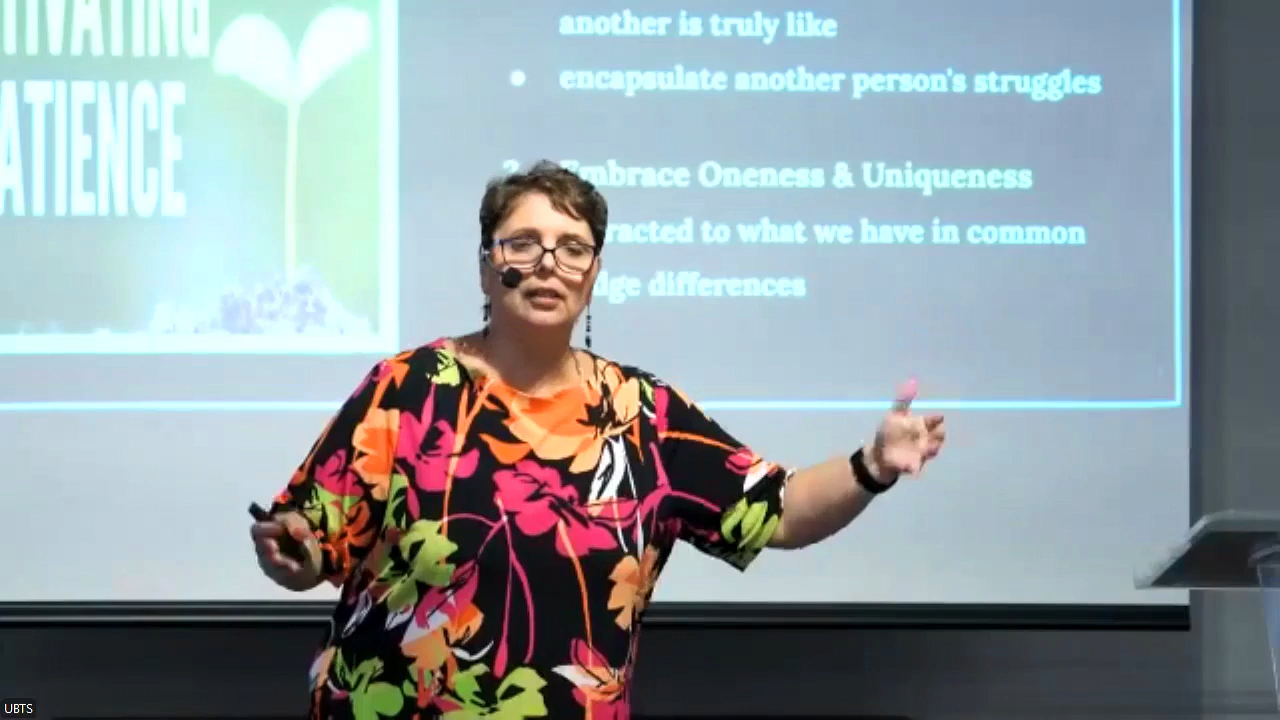 TIVATING
ATIENCE
another is truly like
encapsulate another person's struggles
Embrace Oneness & Uniqueness
racted to what we have in common
dge differences
UBTS